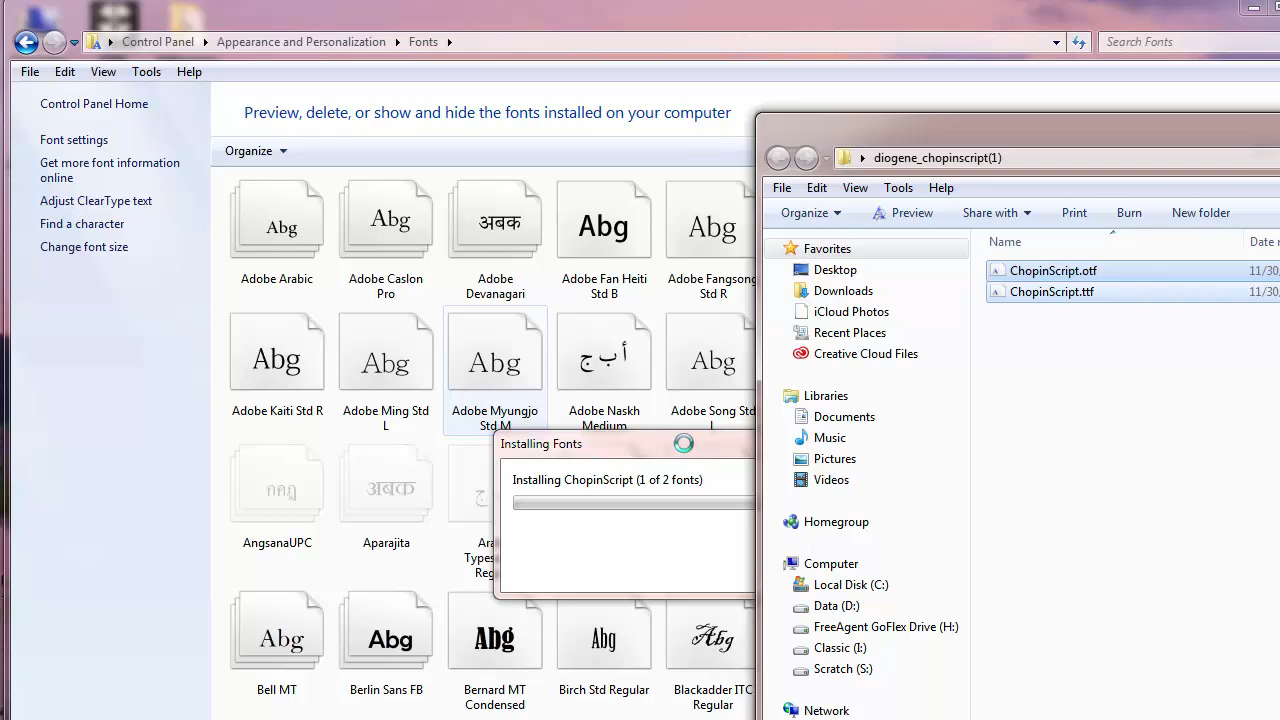 Control Panel
Appearance and Personalization
Fonts
Search Fonts
File Edit View Tools Help
Control Panel Home
Font settings
Get more font information
online
Adjust ClearType text
Find a character
Change font size
Preview, delete, or show and hide the fonts installed on your computer
Organize
Abg Abg अबक Abg Abg
Adobe Arabic
Adobe Caslon
Pro
Adobe
Devanagari
Adobe Fan Heiti
Std B
Adobe Fangsong
Std R
Abg Abg Abg أ ب ج Abg
Adobe Kaiti Std R
Adobe Ming Std
L
Adobe Myungjo
Std M
Adobe Naskh
Medium
Adobe Song Std
L
กคฎ अबक
AngsanaUPC
Aparajita
Abg Abg Abg Abg Abg
Bell MT
Berlin Sans FB
Bernard MT
Condensed
Birch Std Regular
Blackadder ITC
Regular
Installing Fonts
Installing ChopinScript (1 of 2 fonts)
diogene_chopinscript(1)
File Edit View Tools Help
Organize Preview Share with Print Burn New folder
Name
Favorites
Desktop
Downloads
iCloud Photos
Recent Places
Creative Cloud Files
Libraries
Documents
Music
Pictures
Videos
Homegroup
Computer
Local Disk (C:)
Data (D:)
FreeAgent GoFlex Drive (H:)
Classic (I:)
Scratch (S:)
Network
ChopinScript.otf 11/30
ChopinScript.ttf 11/30